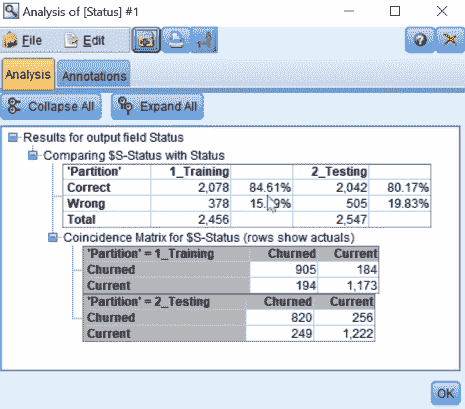 Analysis of [Status] #1
File Edit
Analysis Annotations
Collapse All Expand All
Results for output field Status
Comparing $S-Status with Status
'Partition' 1_Training 2_Testing
Correct 2,078 84.61% 2,042 80.17%
Wrong 378 505 19.83%
Total 2,456 2,547
Coincidence Matrix for $S-Status (rows show actuals)
'Partition' = 1_Training Churned Current
Churned 905 184
Current 194 1,173
'Partition' = 2_Testing Churned Current
Churned 820 256
Current 249 1,222
OK